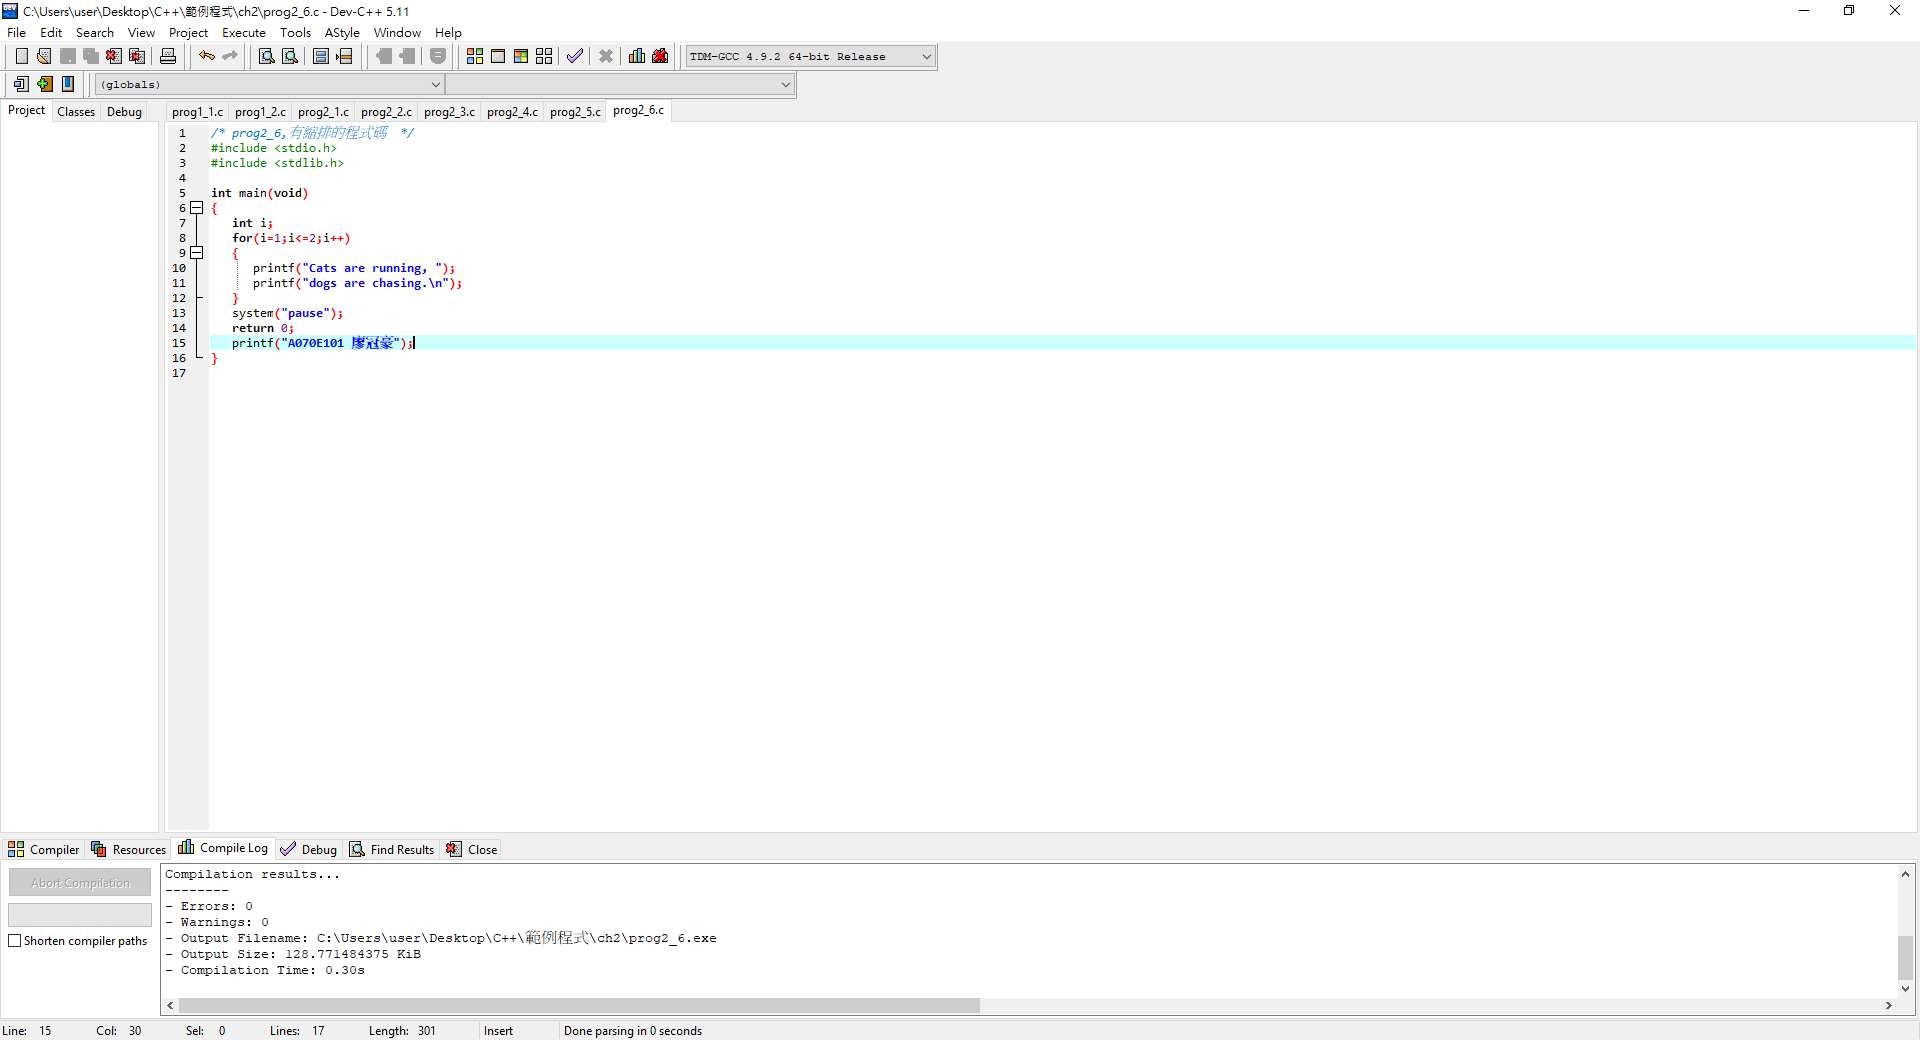 C:\Users\user\Desktop\C++\範例程式\ch2\prog2_6.c - Dev-C++ 5.11
File Edit Search View Project Execute Tools AStyle Window Help
TDM-GCC 4.9.2 64-bit Release
(globals)
Project Classes Debug prog1_1.c prog1_2.c prog2_1.c prog2_2.c prog2_3.c prog2_4.c prog2_5.c prog2_6.c
1 /* prog2_6,有縮排的程式碼 */
2 #include <stdio.h>
3 #include <stdlib.h>
4
5 int main(void)
6 {
7 int i;
8 for(i=1;i<=2;i++)
9 {
10 printf("Cats are running, ");
11 printf("dogs are chasing.\n");
12 }
13 system("pause");
14 return 0;
15 printf("A070E101 廖冠豪");
16 }
17
Compiler Resources Compile Log Debug Find Results Close
Abort Compilation
Shorten compiler paths
Compilation results...
--------
- Errors: 0
- Warnings: 0
- Output Filename: C:\Users\user\Desktop\C++\範例程式\ch2\prog2_6.exe
- Output Size: 128.771484375 KiB
- Compilation Time: 0.30s
Line: 15 Col: 30 Sel: 0 Lines: 17 Length: 301 Insert Done parsing in 0 seconds